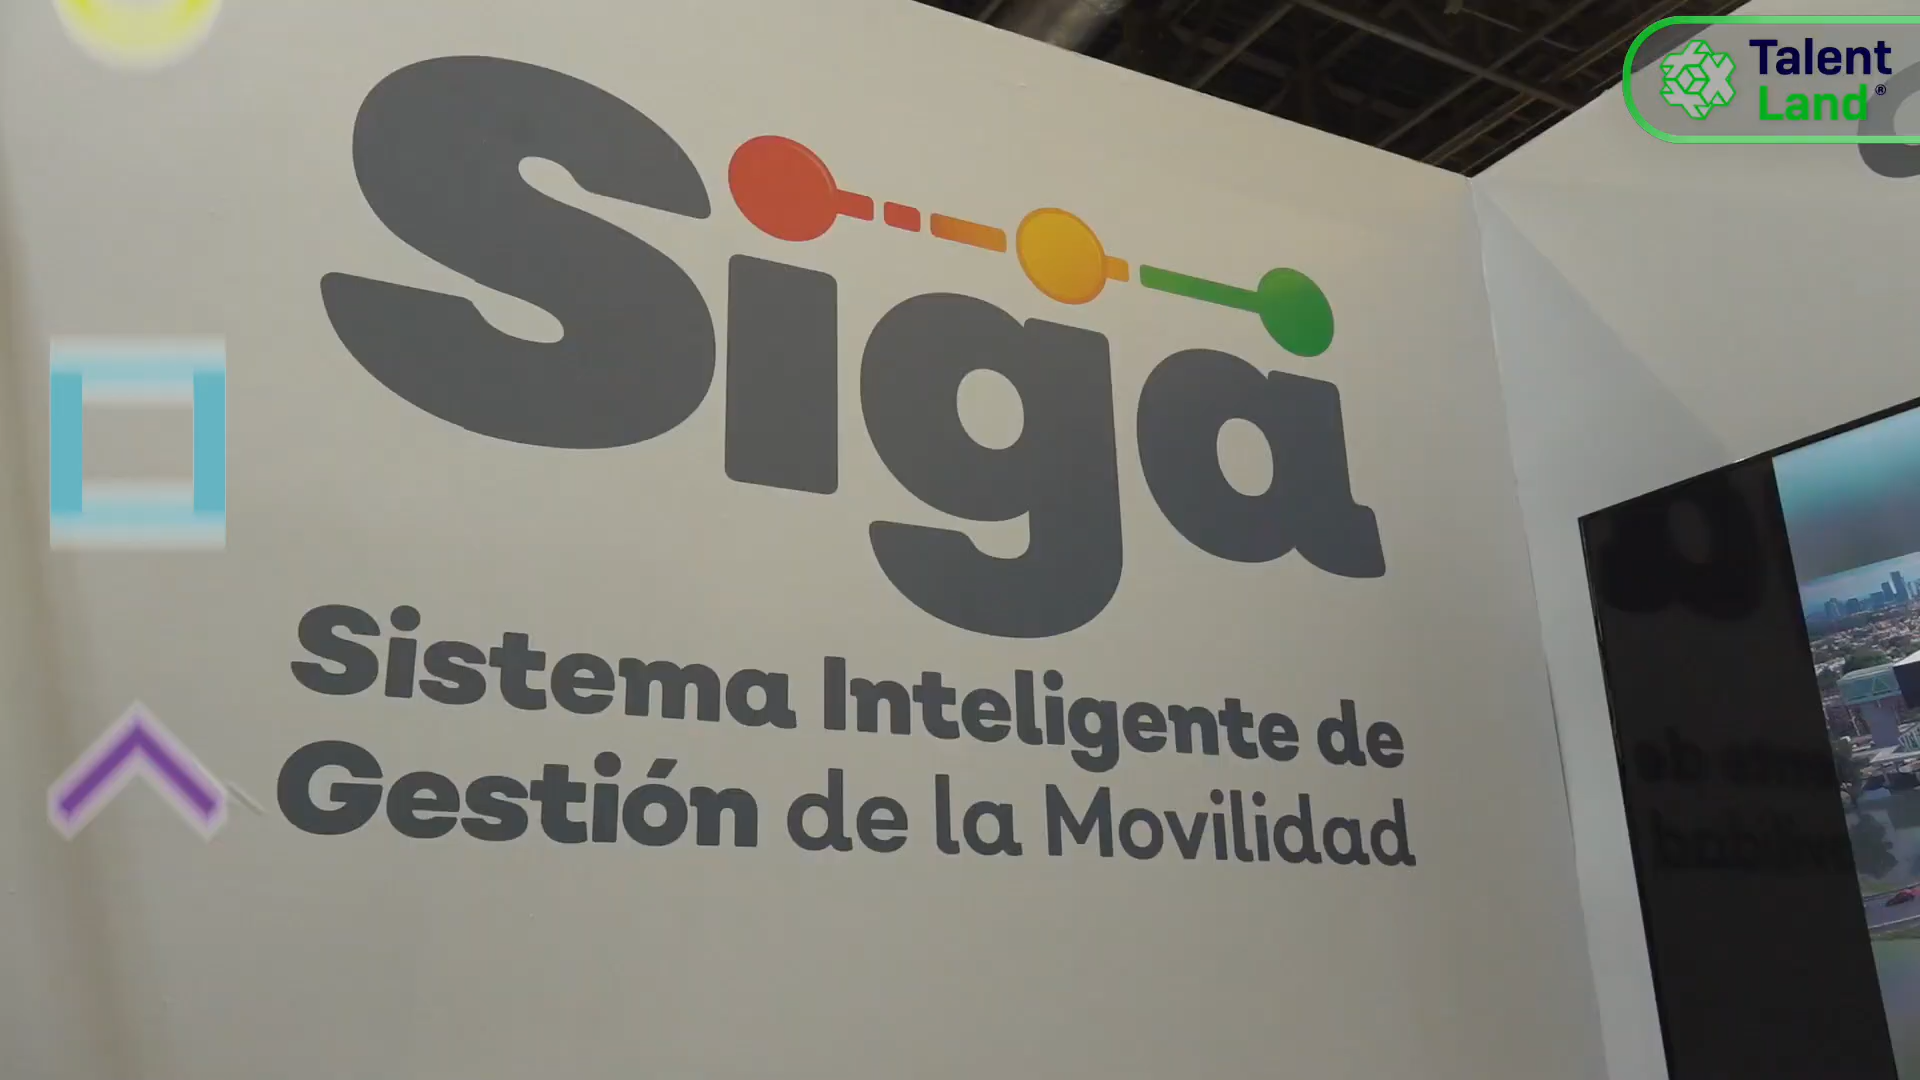 Talent
Land®
Siga
Sistema Inteligente de
Gestión de la Movilidad